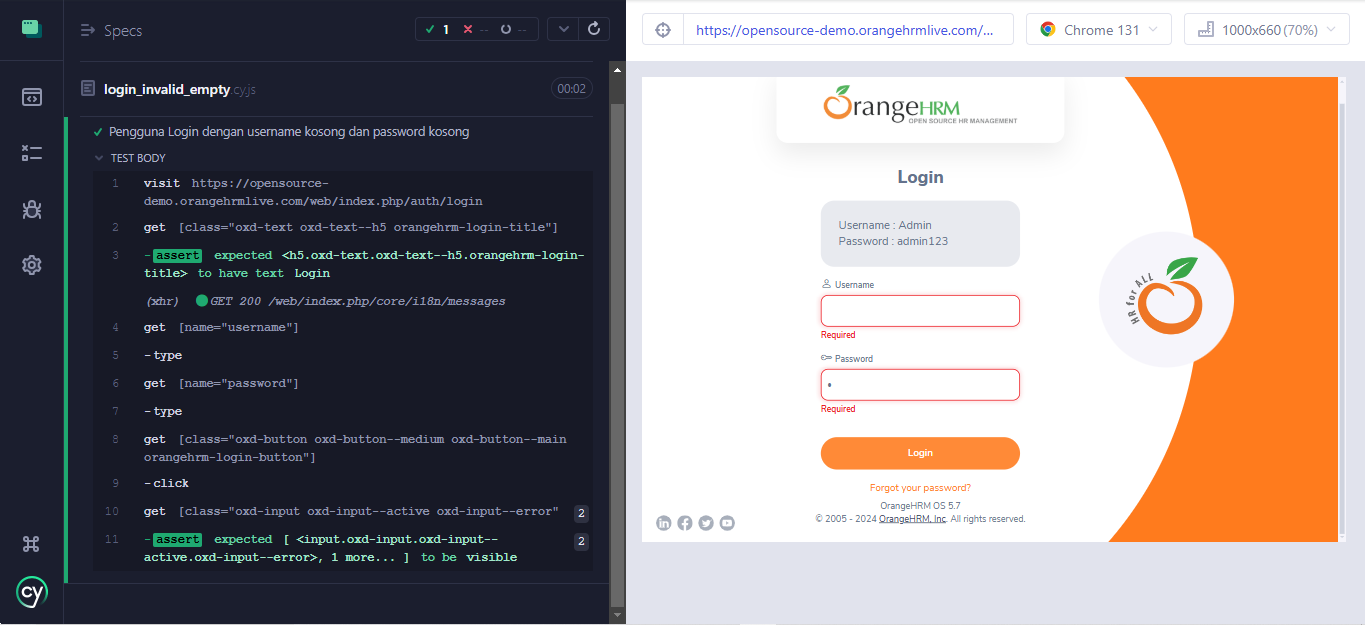 Specs
1
--
--
login_invalid_empty.cy.js
00:02
Pengguna Login dengan username kosong dan password kosong
TEST BODY
1 visit https://opensource-
demo.orangehrmlive.com/web/index.php/auth/login
2 get [class="oxd-text oxd-text--h5 orangehrm-login-title"]
3 -assert expected <h5.oxd-text.oxd-text--h5.orangehrm-login-
title> to have text Login
(xhr) GET 200 /web/index.php/core/i18n/messages
4 get [name="username"]
5 -type
6 get [name="password"]
7 -type
8 get [class="oxd-button oxd-button--medium oxd-button--main
orangehrm-login-button"]
9 -click
10 get [class="oxd-input oxd-input--active oxd-input--error" 2
11 -assert expected [ <input.oxd-input.oxd-input-- 2
active.oxd-input--error>, 1 more... ] to be visible
cy
https://opensource-demo.orangehrmlive.com/...
Chrome 131
1000x660 (70%)
OrangeHRM
OPEN SOURCE HR MANAGEMENT
Login
Username : Admin
Password : admin123
Username
Required
Password
Required
Login
Forgot your password?
OrangeHRM OS 5.7
© 2005 - 2024 OrangeHRM, Inc. All rights reserved.
HR for ALL